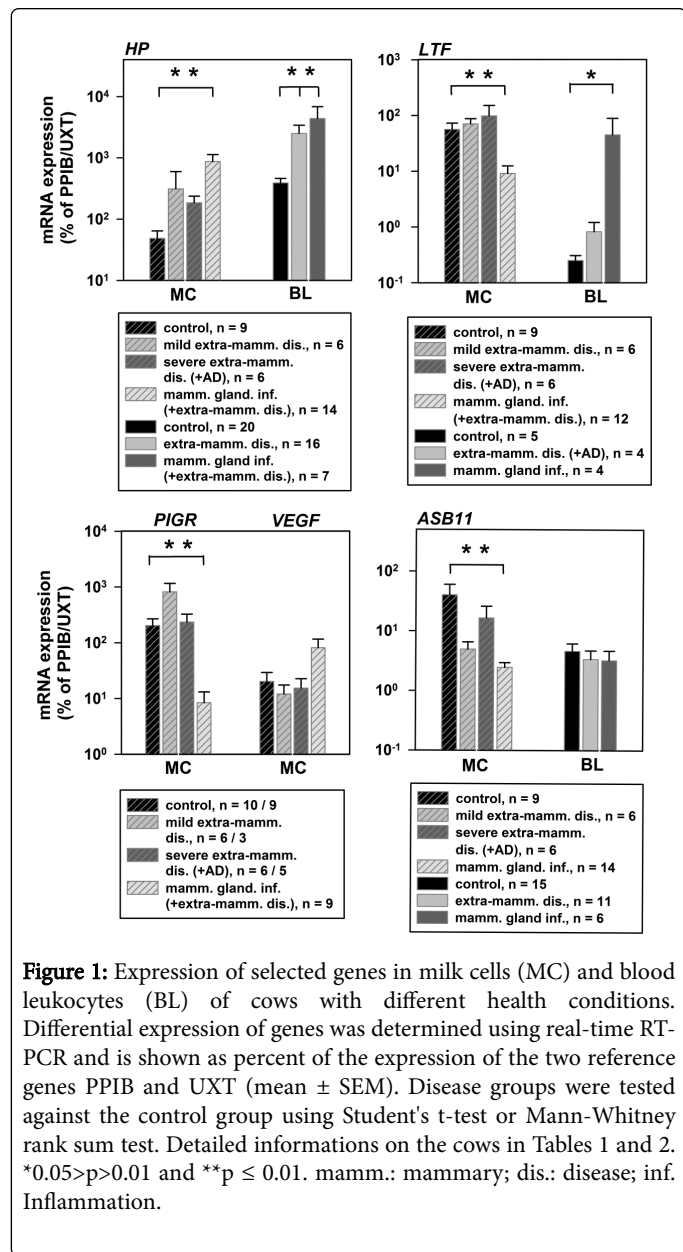 HP
mRNA expression
(% of PPIB/UXT)
10⁴
10³
10²
10¹
* *
* *
MC
BL
control, n = 9
mild extra-mamm. dis., n = 6
severe extra-mamm.
dis. (+AD), n = 6
mamm. gland inf.
(+extra-mamm. dis.), n = 14
control, n = 20
extra-mamm. dis., n = 16
mamm. gland inf.
(+extra-mamm. dis.), n = 7
LTF
10³
10²
10¹
10⁰
10⁻¹
* *
*
MC
BL
control, n = 9
mild extra-mamm. dis., n = 6
severe extra-mamm.
dis. (+AD), n = 6
mamm. gland inf.
(+extra-mamm. dis.), n = 12
control, n = 5
extra-mamm. dis (+AD), n = 4
mamm. gland inf., n = 4
PIGR
VEGF
mRNA expression
(% of PPIB/UXT)
10⁴
10³
10²
10¹
10⁰
* *
MC
MC
control, n = 10 / 9
mild extra-mamm.
dis., n = 6 / 3
severe extra-mamm.
dis. (+AD), n = 6 / 5
mamm. gland. inf.
(+extra-mamm. dis.), n = 9
ASB11
10²
10¹
10⁰
10⁻¹
* *
MC
BL
control, n = 9
mild extra-mamm. dis., n = 6
severe extra-mamm.
dis. (+AD), n = 6
mamm. gland. inf., n = 14
control, n = 15
extra-mamm. dis., n = 11
mamm. gland inf., n = 6
Figure 1: Expression of selected genes in milk cells (MC) and blood
leukocytes (BL) of cows with different health conditions.
Differential expression of genes was determined using real-time RT-
PCR and is shown as percent of the expression of the two reference
genes PPIB and UXT (mean ± SEM). Disease groups were tested
against the control group using Student's t-test or Mann-Whitney
rank sum test. Detailed informations on the cows in Tables 1 and 2.
*0.05>p>0.01 and **p ≤ 0.01. mamm.: mammary; dis.: disease; inf.
Inflammation.